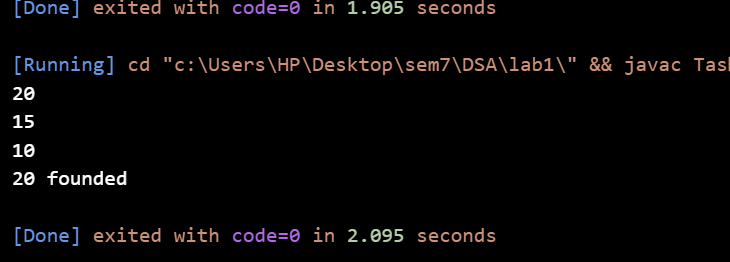 [Done] exited with code=0 in 1.905 seconds
[Running] cd "c:\Users\HP\Desktop\sem7\DSA\lab1\" && javac
20
15
10
20 founded
[Done] exited with code=0 in 2.095 seconds